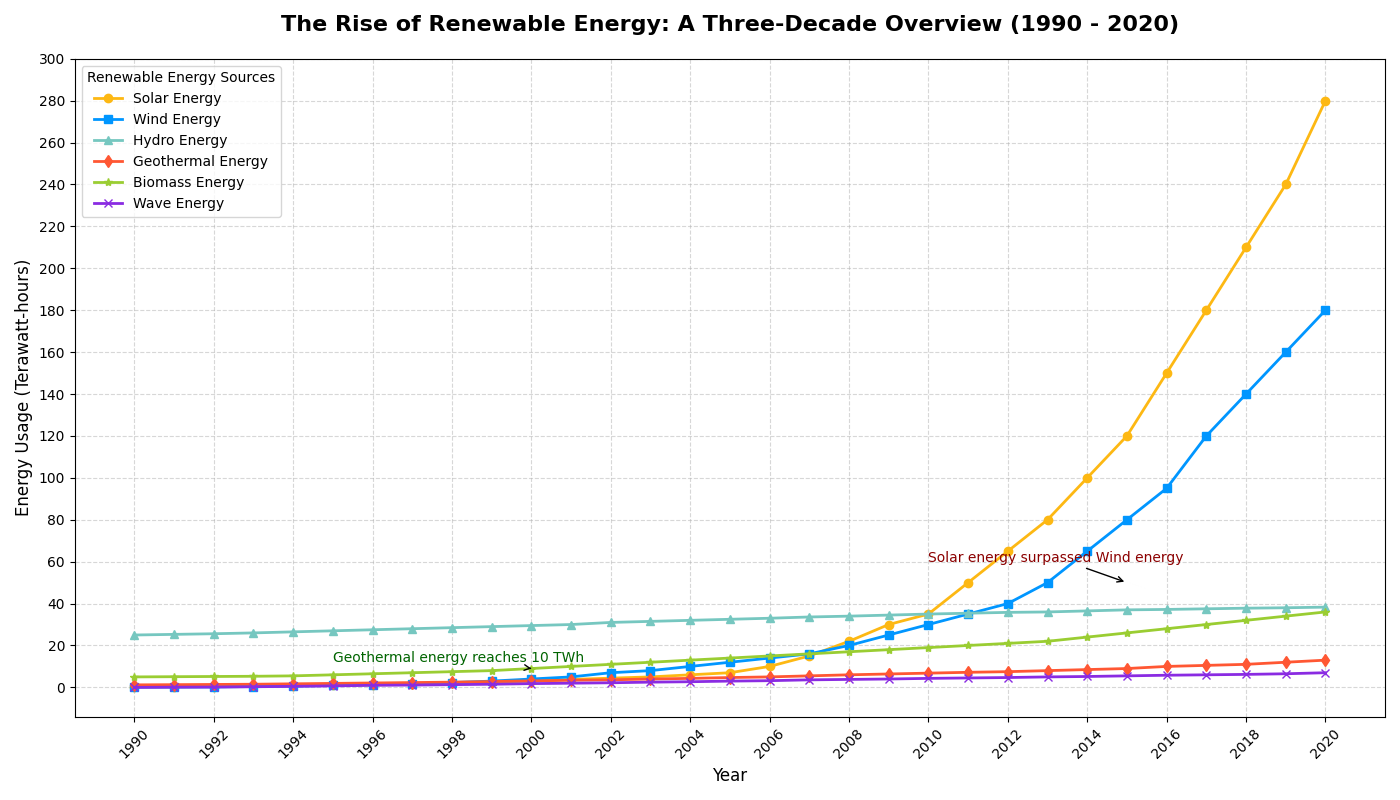 The Rise of Renewable Energy: A Three-Decade Overview (1990 - 2020)
Energy Usage (Terawatt-hours)
300
280
260
240
220
200
180
160
140
120
100
80
60
40
20
0
Renewable Energy Sources
Solar Energy
Wind Energy
Hydro Energy
Geothermal Energy
Biomass Energy
Wave Energy
Solar energy surpassed Wind energy
Geothermal energy reaches 10 TWh
1990
1992
1994
1996
1998
2000
2002
2004
2006
2008
2010
2012
2014
2016
2018
2020
Year